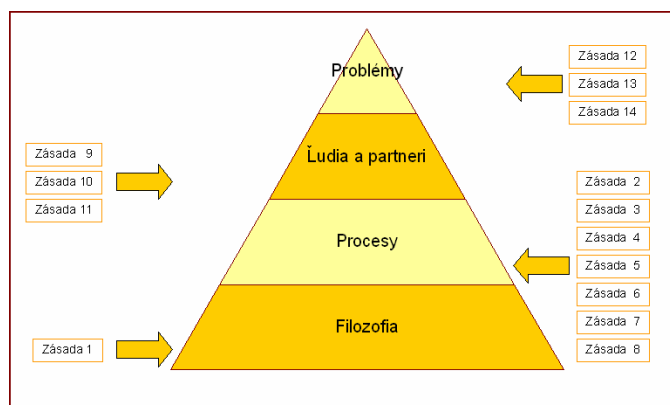 Problémy
Ľudia a partneri
Procesy
Filozofia
Zásada 12
Zásada 13
Zásada 14
Zásada 9
Zásada 10
Zásada 11
Zásada 2
Zásada 3
Zásada 4
Zásada 5
Zásada 6
Zásada 7
Zásada 8
Zásada 1